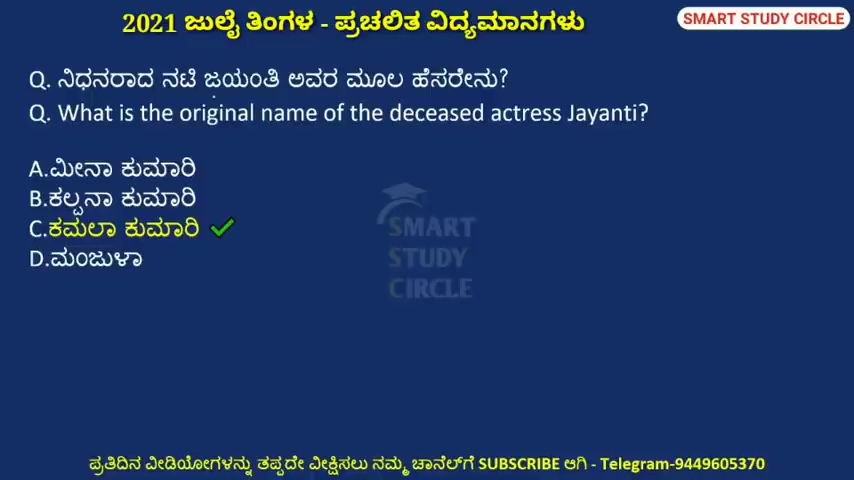 2021 ಜುಲೈ ತಿಂಗಳ - ಪ್ರಚಲಿತ ವಿದ್ಯಮಾನಗಳು
SMART STUDY CIRCLE
Q. ನಿಧನರಾದ ನಟಿ ಜಯಂತಿ ಅವರ ಮೂಲ ಹೆಸರೇನು?
Q. What is the original name of the deceased actress Jayanti?
A.ಮೀನಾ ಕುಮಾರಿ
B.ಕಲ್ಪನಾ ಕುಮಾರಿ
C.ಕಮಲಾ ಕುಮಾರಿ
D.ಮಂಜುಳಾ
SMART
STUDY
CIRCLE
ಪ್ರತಿದಿನ ವೀಡಿಯೋಗಳನ್ನು ತಪ್ಪದೇ ವೀಕ್ಷಿಸಲು ನಮ್ಮ ಚಾನೆಲ್‌ಗೆ SUBSCRIBE ಆಗಿ - Telegram-9449605370